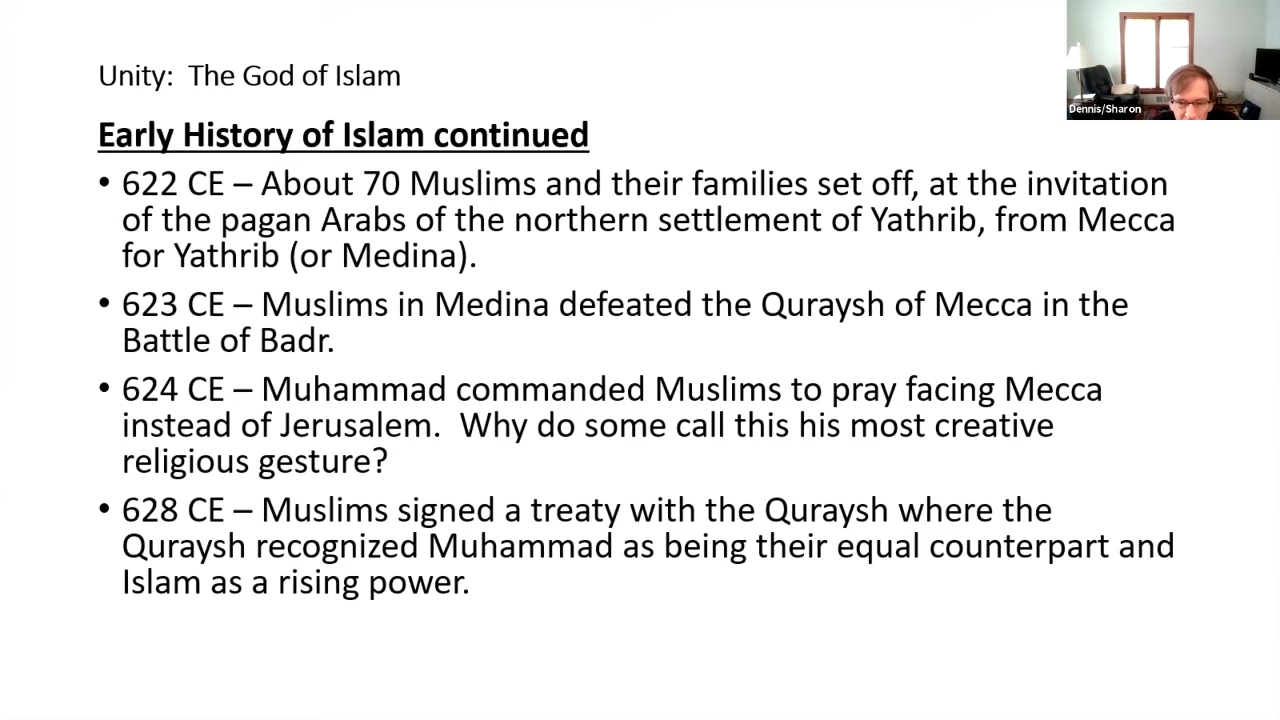 Unity:  The God of Islam
Dennis/Sharon
Early History of Islam continued
• 622 CE – About 70 Muslims and their families set off, at the invitation
of the pagan Arabs of the northern settlement of Yathrib, from Mecca
for Yathrib (or Medina).
• 623 CE – Muslims in Medina defeated the Quraysh of Mecca in the
Battle of Badr.
• 624 CE – Muhammad commanded Muslims to pray facing Mecca
instead of Jerusalem.  Why do some call this his most creative
religious gesture?
• 628 CE – Muslims signed a treaty with the Quraysh where the
Quraysh recognized Muhammad as being their equal counterpart and
Islam as a rising power.